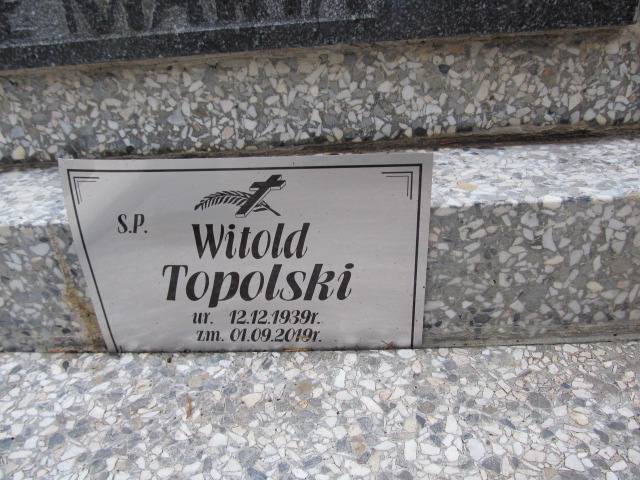 S.P.
Witold
Topolski
ur. 12.12.1939r.
zm. 01.09.2019r.